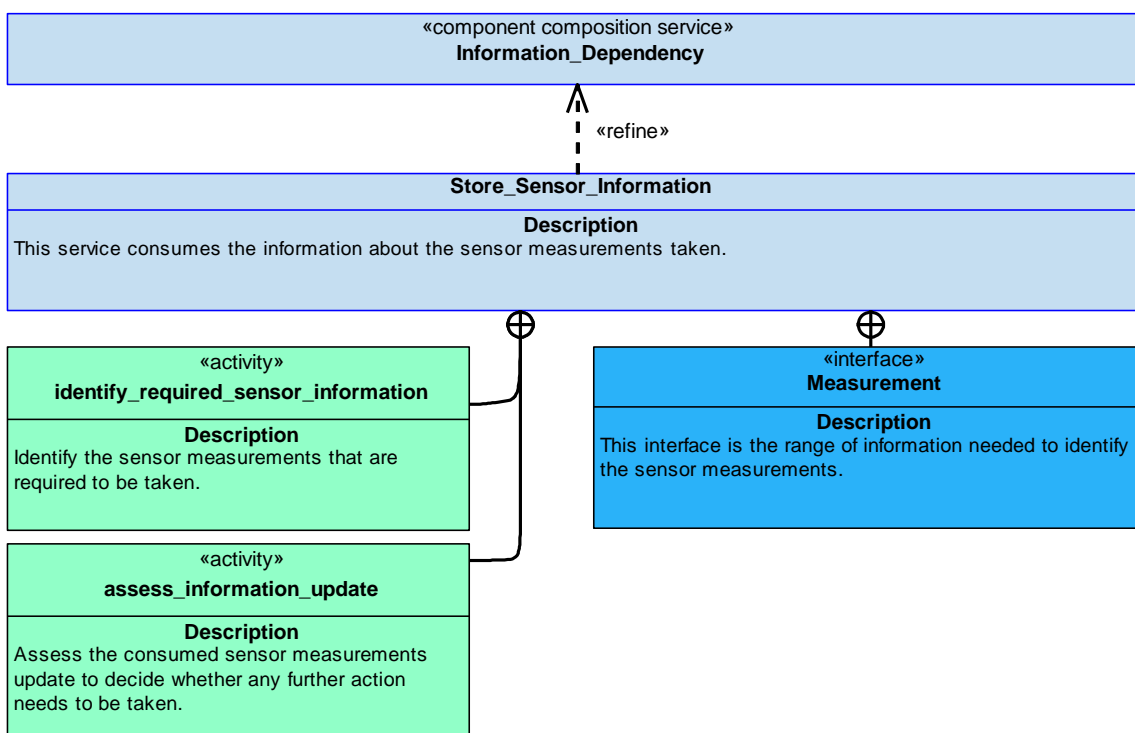 «component composition service»
Information_Dependency
«refine»
Store_Sensor_Information
Description
This service consumes the information about the sensor measurements taken.
«activity»
identify_required_sensor_information
Description
Identify the sensor measurements that are
required to be taken.
«interface»
Measurement
Description
This interface is the range of information needed to identify
the sensor measurements.
«activity»
assess_information_update
Description
Assess the consumed sensor measurements
update to decide whether any further action
needs to be taken.